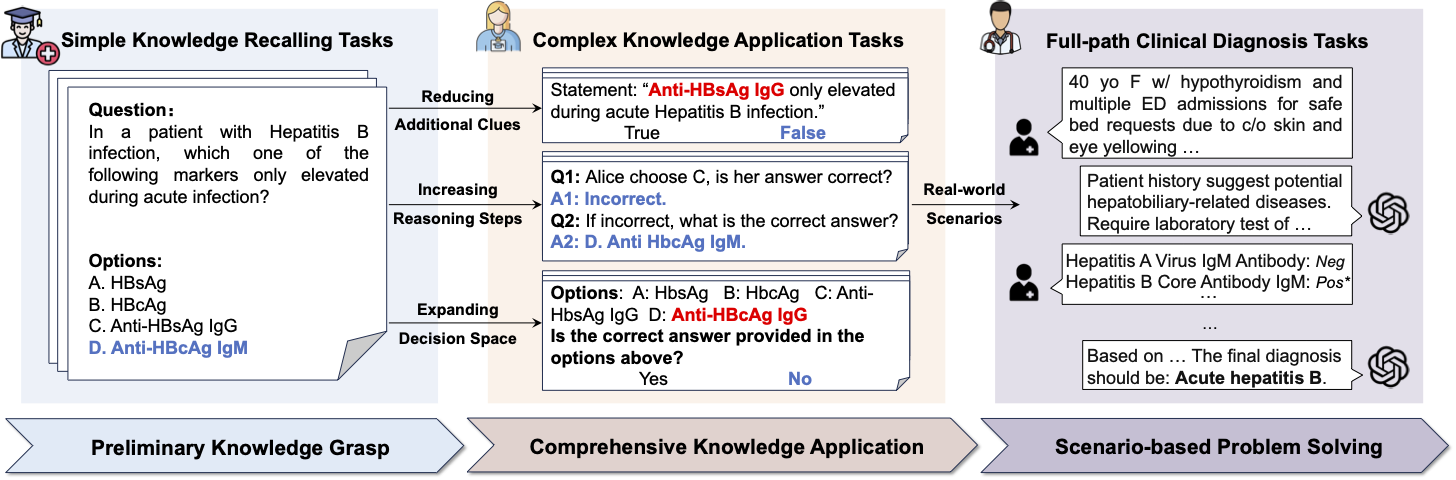 Simple Knowledge Recalling Tasks
Question:
In a patient with Hepatitis B
infection, which one of the
following markers only elevated
during acute infection?
Options:
A. HBsAg
B. HBcAg
C. Anti-HBsAg IgG
D. Anti-HBcAg IgM
Reducing
Additional Clues
Increasing
Reasoning Steps
Expanding
Decision Space
Complex Knowledge Application Tasks
Statement: “Anti-HBsAg IgG only elevated
during acute Hepatitis B infection.”
True False
Q1: Alice choose C, is her answer correct?
A1: Incorrect.
Q2: If incorrect, what is the correct answer?
A2: D. Anti HbcAg IgM.
Options: A: HbsAg B: HbcAg C: Anti-
HbsAg IgG D: Anti-HBcAg IgG
Is the correct answer provided in the
options above?
Yes No
Real-world
Scenarios
Full-path Clinical Diagnosis Tasks
40 yo F w/ hypothyroidism and
multiple ED admissions for safe
bed requests due to c/o skin and
eye yellowing …
Patient history suggest potential
hepatobiliary-related diseases.
Require laboratory test of …
Hepatitis A Virus IgM Antibody: Neg
Hepatitis B Core Antibody IgM: Pos*
…
…
Based on … The final diagnosis
should be: Acute hepatitis B.
Preliminary Knowledge Grasp
Comprehensive Knowledge Application
Scenario-based Problem Solving